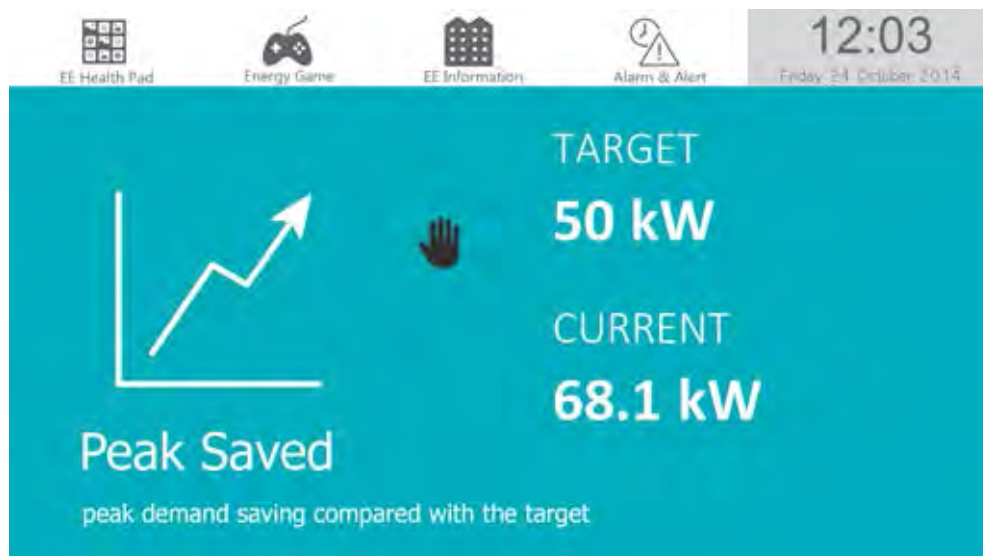 EE Health Pad
Energy Game
EE Information
Alarm & Alert
12:03
Friday 24 October 2014
TARGET
50 kW
CURRENT
68.1 kW
Peak Saved
peak demand saving compared with the target